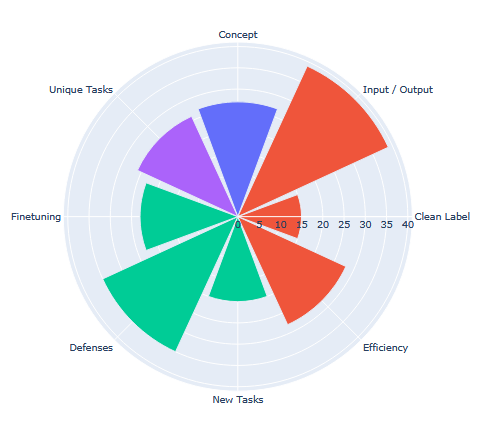 Concept
Unique Tasks
Input / Output
Finetuning
Clean Label
0 5 10 15 20 25 30 35 40
Defenses
Efficiency
New Tasks